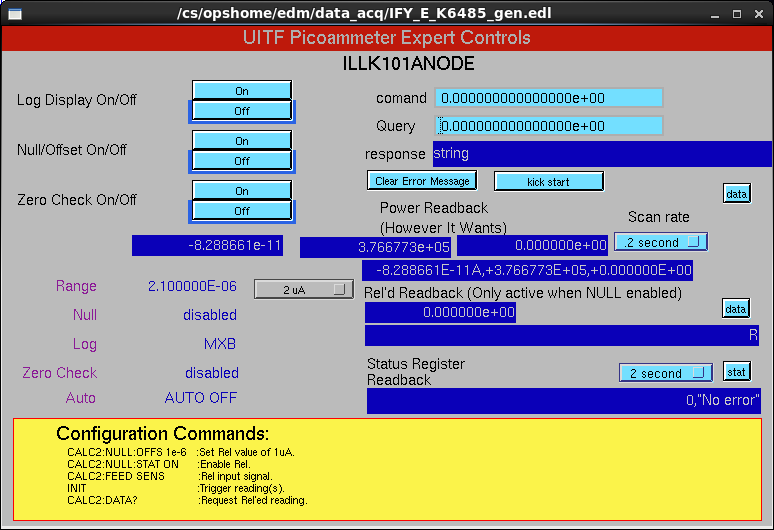 /cs/opshome/edm/data_acq/IFY_E_K6485_gen.edl
UITF Picoammeter Expert Controls
ILLK101ANODE
Log Display On/Off
On
Off
comand 0.000000000000000e+00
Query 0.000000000000000e+00
Null/Offset On/Off
On
Off
response string
Clear Error Message kick start
data
Zero Check On/Off
On
Off
Power Readback
(However It Wants)
Scan rate
-8.288661e-11 3.766773e+05 0.000000e+00 .2 second
-8.288661E-11A,+3.766773E+05,+0.000000E+00
Range 2.100000E-06 2 uA
Rel'd Readback (Only active when NULL enabled)
Null disabled
0.000000e+00
data
R
Log MXB
Zero Check disabled
Status Register
Readback
2 second stat
Auto AUTO OFF
0,"No error"
Configuration Commands:
CALC2:NULL:OFFS 1e-6 :Set Rel value of 1uA.
CALC2:NULL:STAT ON :Enable Rel.
CALC2:FEED SENS :Rel input signal.
INIT :Trigger reading(s).
CALC2:DATA? :Request Rel'ed reading.